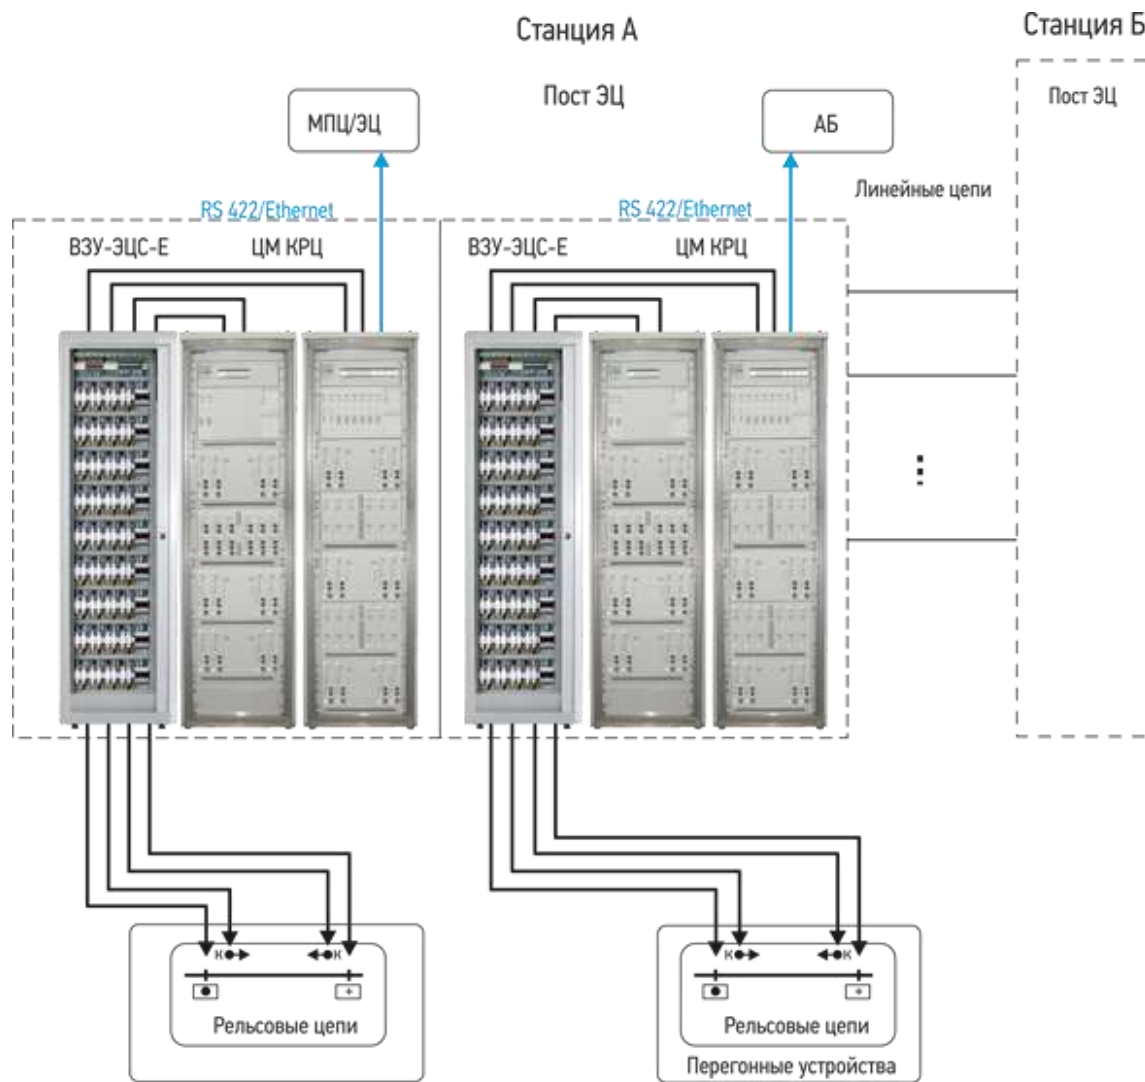 Станция А
Станция Б
Пост ЭЦ
Пост ЭЦ
МПЦ/ЭЦ
АБ
Линейные цепи
RS 422/Ethernet
RS 422/Ethernet
ВЗУ-ЭЦС-Е
ЦМ КРЦ
ВЗУ-ЭЦС-Е
ЦМ КРЦ
К
К
К
К
Рельсовые цепи
Рельсовые цепи
Перегонные устройства